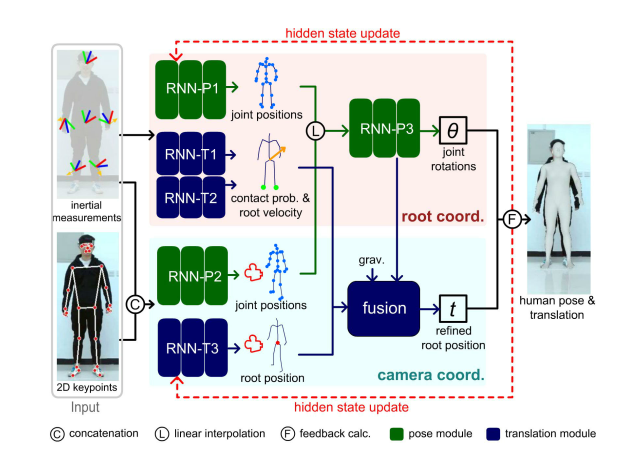 hidden state update
RNN-P1
joint positions
RNN-T1
RNN-T2
contact prob. &
root velocity
L
RNN-P3
θ
joint
rotations
root coord.
inertial
measurements
C
RNN-P2
joint positions
RNN-T3
root position
grav.
fusion
t
refined
root position
camera coord.
F
human pose &
translation
2D keypoints
Input
hidden state update
C concatenation
L linear interpolation
F feedback calc.
pose module
translation module